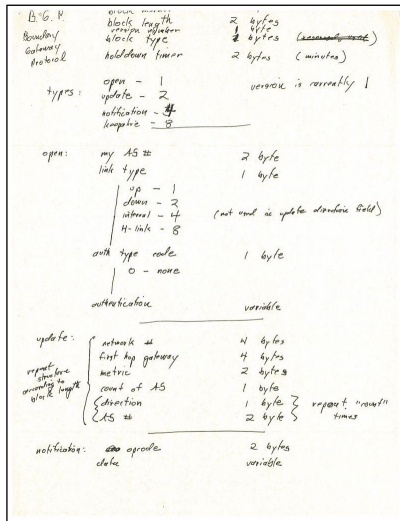 B.G.P.
Boundary
Gateway
Protocol
block length 2 bytes
version number 1 byte
block type bytes
holddown timer 2 bytes (minutes)
types: open - 1 version is currently 1
update - 2
notification - 4
keepalive - 8
open: my AS # 2 byte
link type 1 byte
up - 1
down - 2
internal - 4 (not used in update direction field)
H-link - 8
auth type code 1 byte
0 - none
authentication variable
update: network # 4 bytes
first hop gateway 4 bytes
metric 2 bytes
count of AS 1 byte
direction 1 byte
AS # 2 byte
repeat structure according to block length
repeat "count" times
notification: opcode 2 bytes
data variable